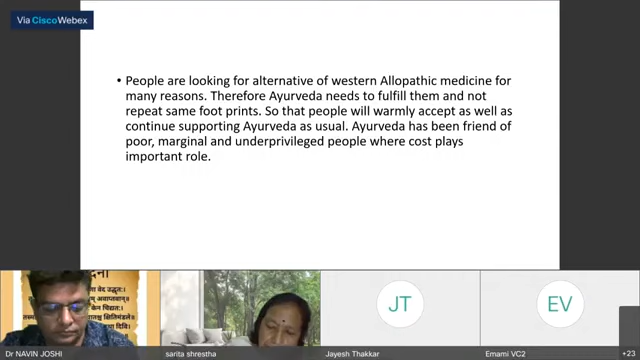 Via Cisco Webex
• People are looking for alternative of western Allopathic medicine for
many reasons. Therefore Ayurveda needs to fulfill them and not
repeat same foot prints. So that people will warmly accept as well as
continue supporting Ayurveda as usual. Ayurveda has been friend of
poor, marginal and underprivileged people where cost plays
important role.
JT
EV
Dr NAVIN JOSHI
sarita shrestha
Jayesh Thakkar
Emami VC2
+23